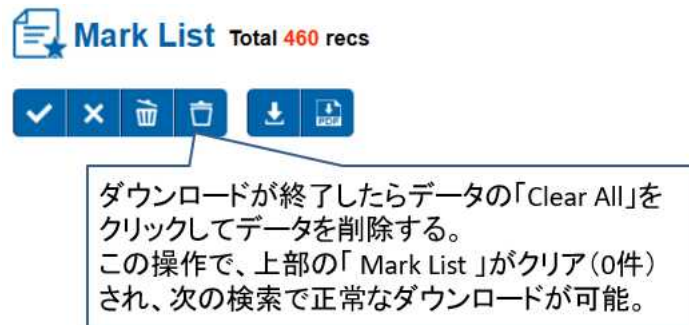 Mark List Total 460 recs
PDF
ダウンロードが終了したらデータの「Clear All」を
クリックしてデータを削除する。
この操作で、上部の「 Mark List 」がクリア（0件）
され、次の検索で正常なダウンロードが可能。